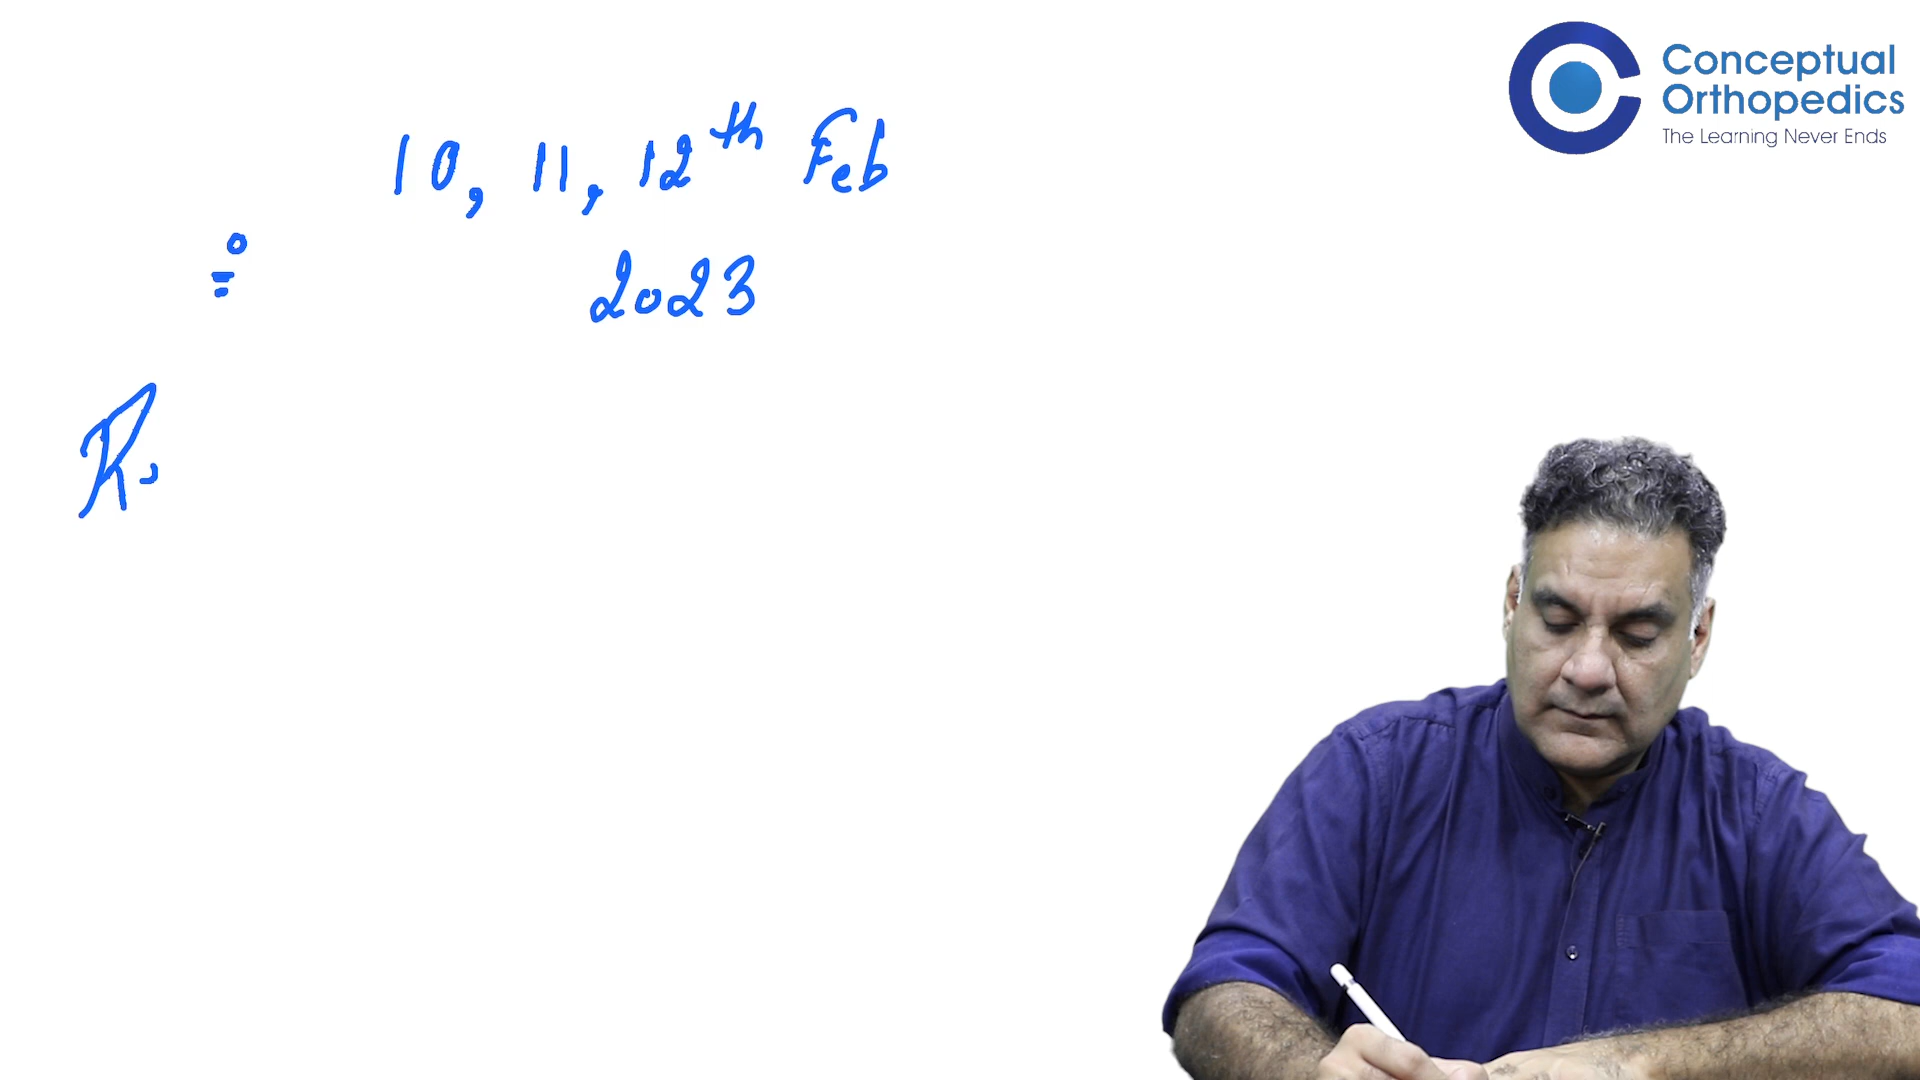 Conceptual
Orthopedics
The Learning Never Ends
10, 11, 12th Feb
2023